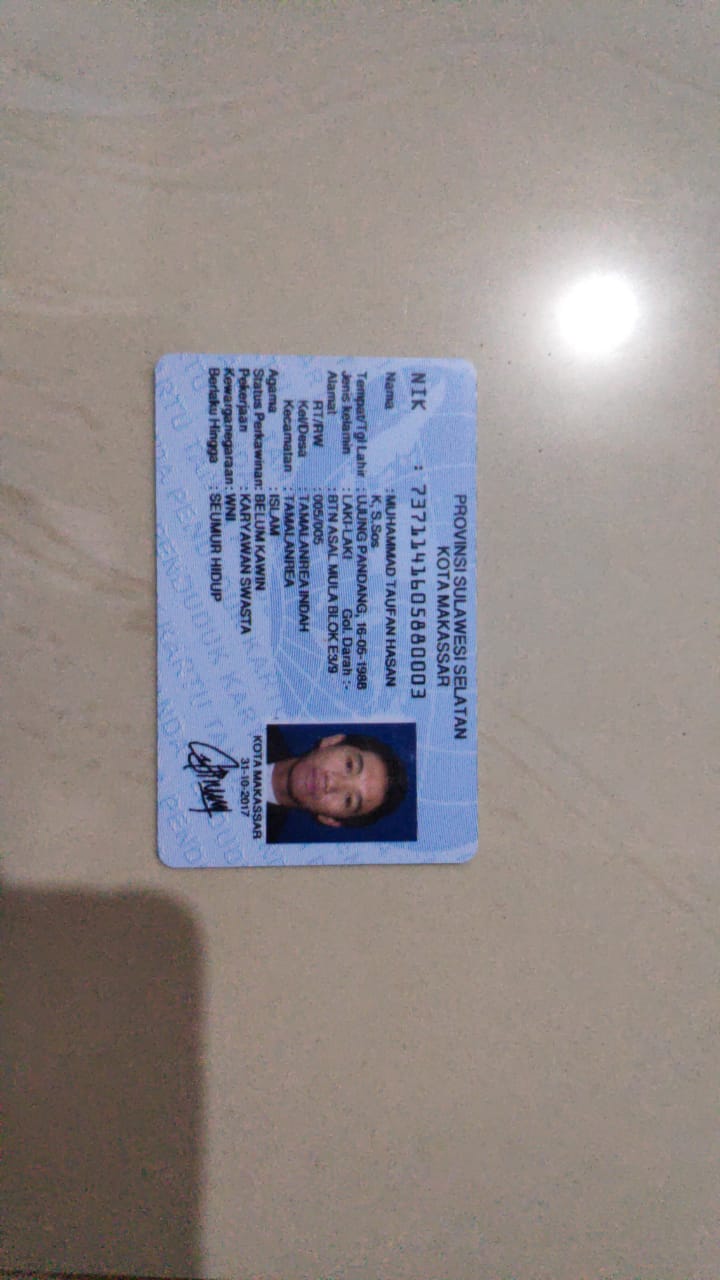 PROVINSI SULAWESI SELATAN
KOTA MAKASSAR
NIK : 7371141605880003
Nama : MUHAMMAD TAUFAN HASAN
K, S.Sos
Tempat/Tgl Lahir : UJUNG PANDANG, 16-05-1988
Jenis kelamin : LAKI-LAKI Gol. Darah : -
Alamat : BTN ASAL MULA BLOK E3/9
RT/RW : 005/005
Kel/Desa : TAMALANREA INDAH
Kecamatan : TAMALANREA
Agama : ISLAM
Status Perkawinan: BELUM KAWIN
Pekerjaan : KARYAWAN SWASTA
Kewarganegaraan: WNI
Berlaku Hingga : SEUMUR HIDUP
KOTA MAKASSAR
31-10-2017